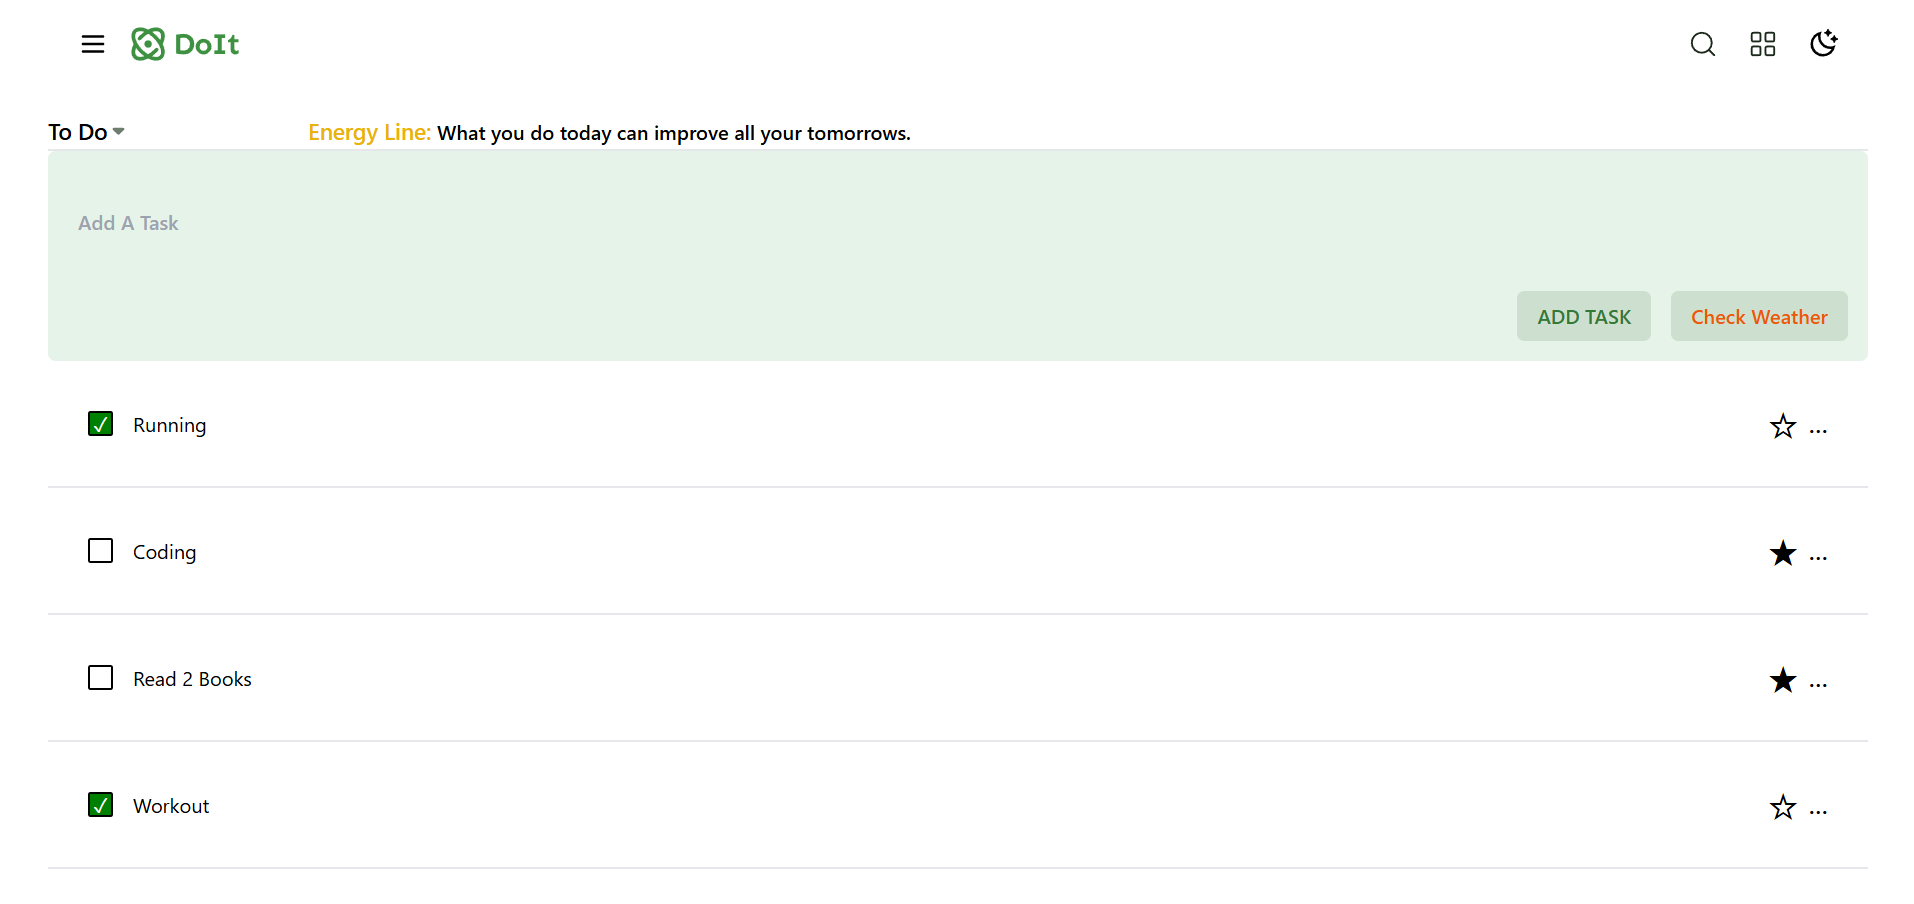 DoIt
To Do
Energy Line: What you do today can improve all your tomorrows.
Add A Task
ADD TASK
Check Weather
Running
...
Coding
...
Read 2 Books
...
Workout
...